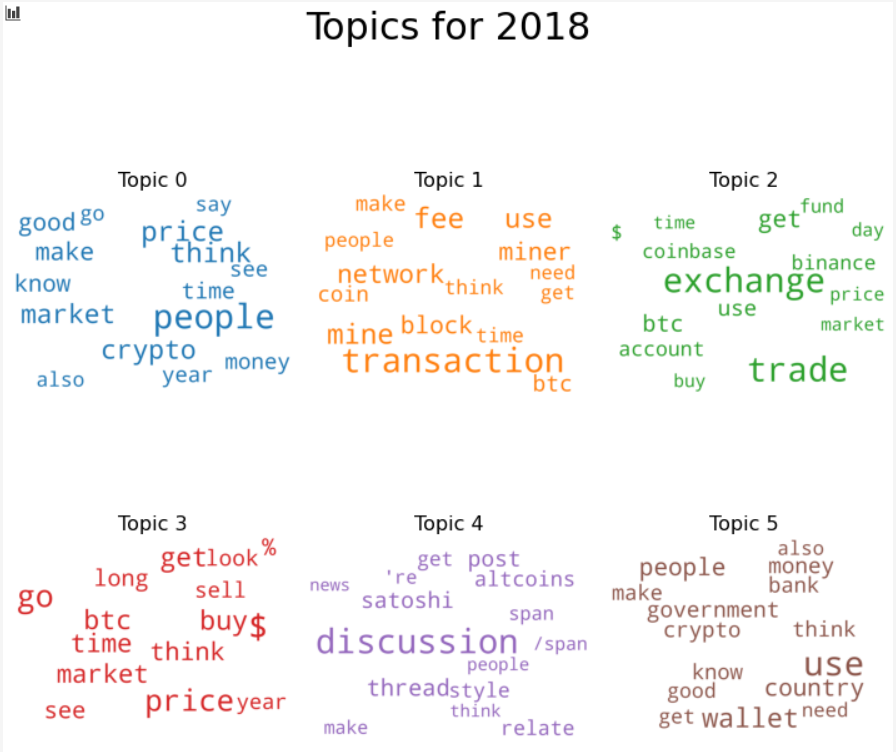 Topics for 2018
Topic 0
say
good go
price
make think
see
know
time
market people
crypto
money
also year
Topic 1
make
fee use
people
miner
network need
think
coin get
block
mine time
transaction
btc
Topic 2
fund
$ time get
day
coinbase
binance
exchange
price
use
btc market
account
trade
buy
Topic 3
get look %
long
sell
go
btc buy $
time
think
market
price year
see
Topic 4
get post
're
news altcoins
satoshi
span
discussion /span
people
thread style
think
make relate
Topic 5
also
people money
bank
make
government
crypto think
use
know
good country
need
get wallet